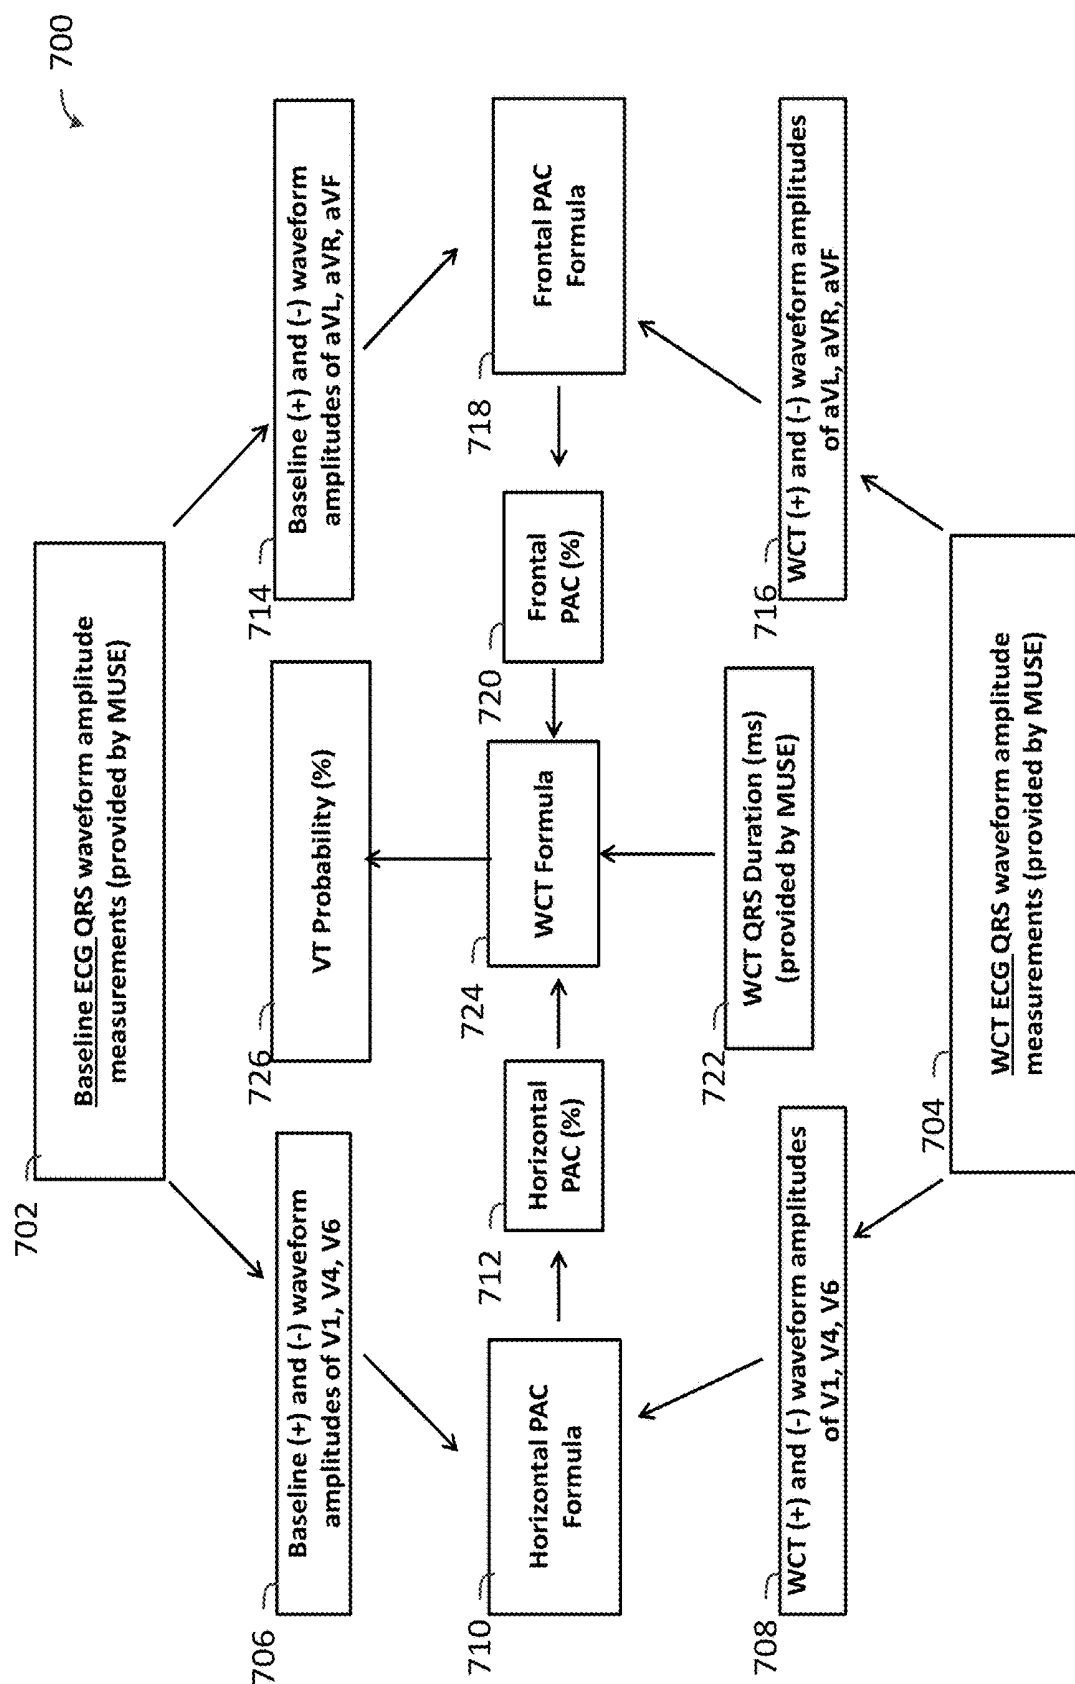 700
702
Baseline ECG QRS waveform amplitude
measurements (provided by MUSE)
706
Baseline (+) and (-) waveform
amplitudes of V1, V4, V6
726
VT Probability (%)
714
Baseline (+) and (-) waveform
amplitudes of aVL, aVR, aVF
710
Horizontal PAC
Formula
712
Horizontal
PAC (%)
724
WCT Formula
720
Frontal
PAC (%)
718
Frontal PAC
Formula
708
WCT (+) and (-) waveform amplitudes
of V1, V4, V6
722
WCT QRS Duration (ms)
(provided by MUSE)
716
WCT (+) and (-) waveform amplitudes
of aVL, aVR, aVF
704
WCT ECG QRS waveform amplitude
measurements (provided by MUSE)